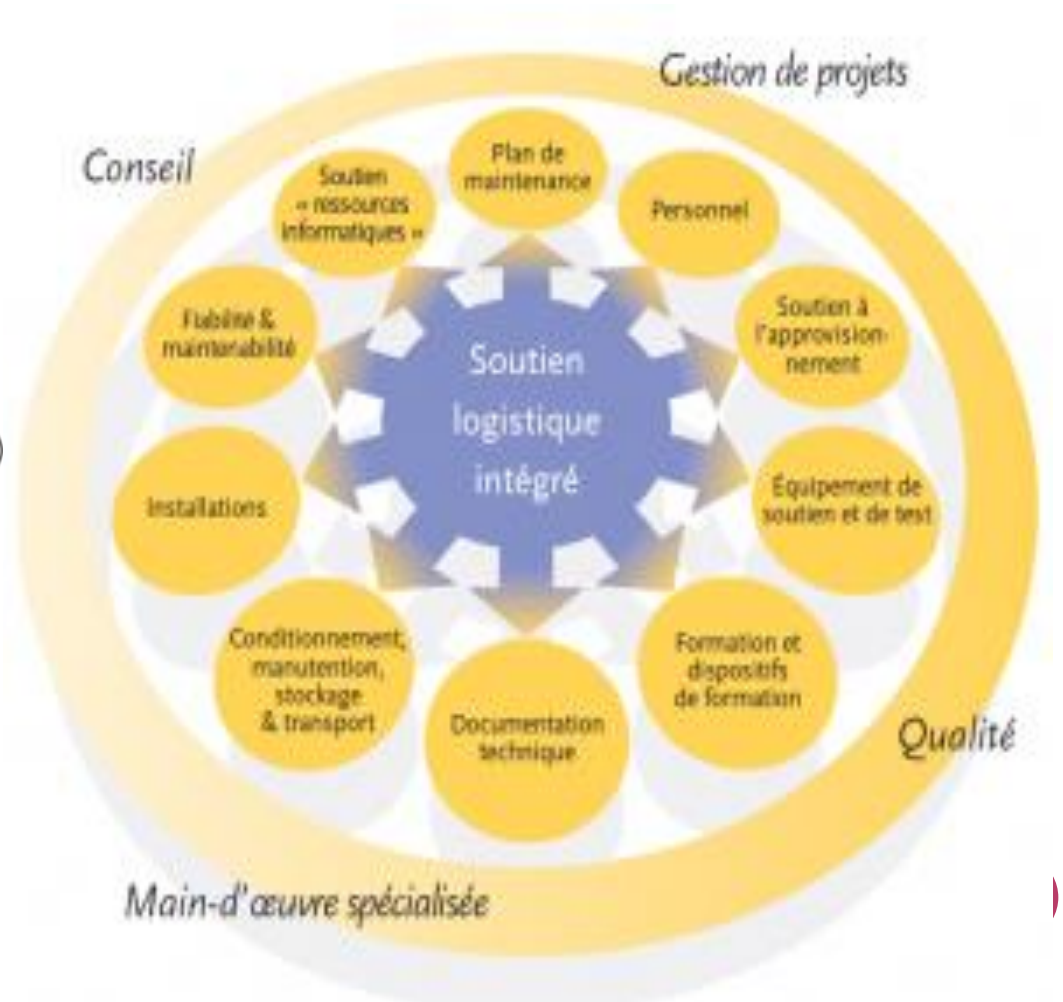 Gestion de projets
Conseil
Plan de
maintenance
Soutien
« ressources
informatiques »
Personnel
Fiabilité &
maintenabilité
Soutien à
l'approvision-
nement
Soutien
logistique
intégré
Installations
Équipement de
soutien et de test
Conditionnement,
manutention,
stockage
& transport
Formation et
dispositifs
de formation
Documentation
technique
Qualité
Main-d'œuvre spécialisée